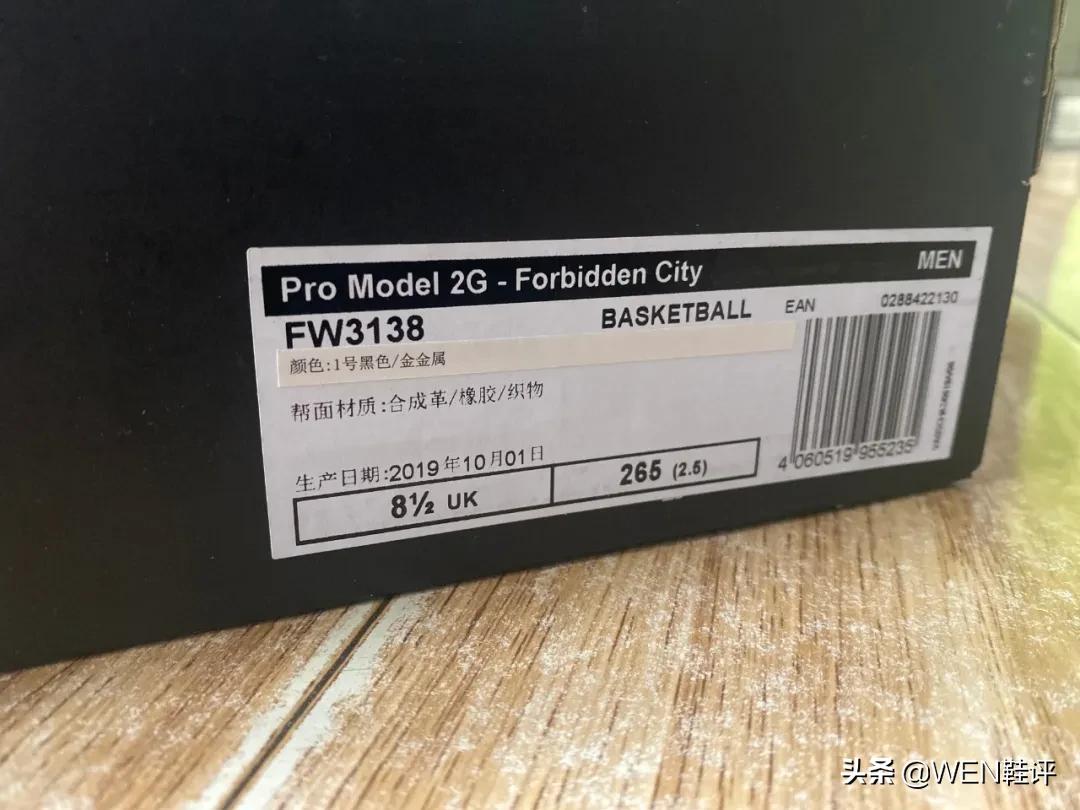 Pro Model 2G - Forbidden City MEN
FW3138 BASKETBALL EAN 0288422130
颜色:1号黑色/金金属
帮面材质:合成革/橡胶/织物
生产日期:2019年10月01日
8½ UK 265 (2.5)
4 060519 955235
头条 @WEN鞋评